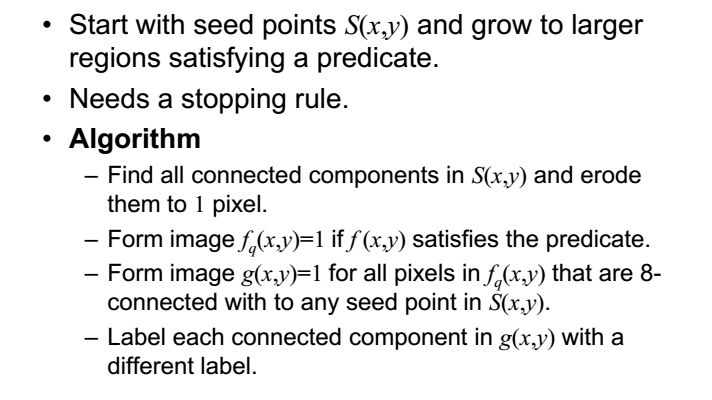 • Start with seed points S(x,y) and grow to larger
regions satisfying a predicate.
• Needs a stopping rule.
• Algorithm
– Find all connected components in S(x,y) and erode
them to 1 pixel.
– Form image f_q(x,y)=1 if f (x,y) satisfies the predicate.
– Form image g(x,y)=1 for all pixels in f_q(x,y) that are 8-
connected with to any seed point in S(x,y).
– Label each connected component in g(x,y) with a
different label.